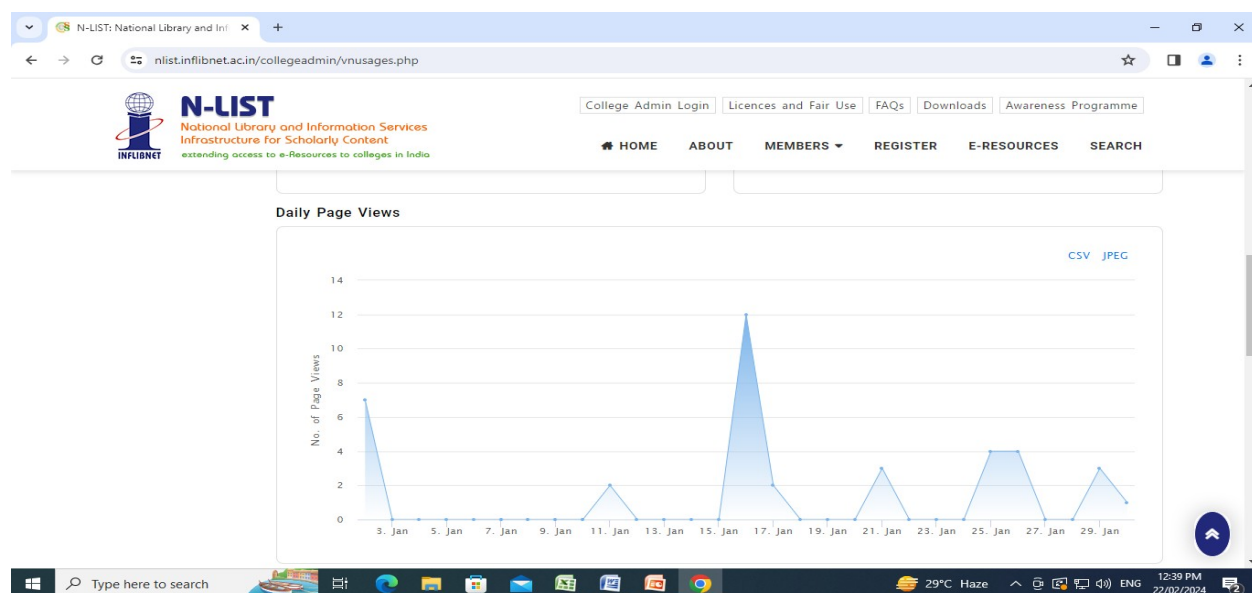 N-LIST: National Library and Inf
nlist.inflibnet.ac.in/collegeadmin/vnusages.php
INFLIBNET
N-LIST
National Library and Information Services
Infrastructure for Scholarly Content
extending access to e-Resources to colleges in India
College Admin Login Licences and Fair Use FAQs Downloads Awareness Programme
HOME ABOUT MEMBERS REGISTER E-RESOURCES SEARCH
Daily Page Views
CSV JPEG
No. of Page Views
14
12
10
8
6
4
2
0
3. Jan 5. Jan 7. Jan 9. Jan 11. Jan 13. Jan 15. Jan 17. Jan 19. Jan 21. Jan 23. Jan 25. Jan 27. Jan 29. Jan
Type here to search 29°C Haze ENG 12:39 PM
22/02/2024 2